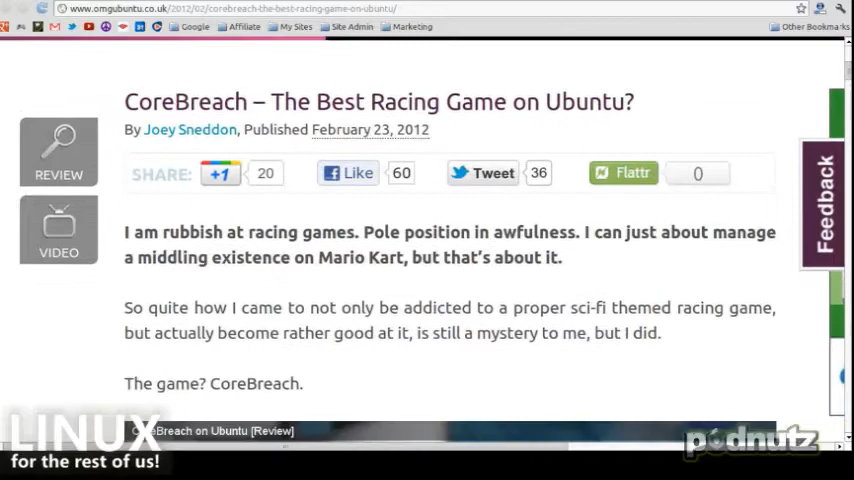 www.omgubuntu.co.uk/2012/02/corebreach-the-best-racing-game-on-ubuntu/
Google Affiliate My Sites Site Admin Marketing Other Bookmarks
CoreBreach – The Best Racing Game on Ubuntu?
By Joey Sneddon, Published February 23, 2012
REVIEW
SHARE: +1 20 Like 60 Tweet 36 Flattr 0
Feedback
VIDEO
I am rubbish at racing games. Pole position in awfulness. I can just about manage
a middling existence on Mario Kart, but that's about it.
So quite how I came to not only be addicted to a proper sci-fi themed racing game,
but actually become rather good at it, is still a mystery to me, but I did.
The game? CoreBreach.
CoreBreach on Ubuntu [Review]
LINUX
for the rest of us!
podnutz